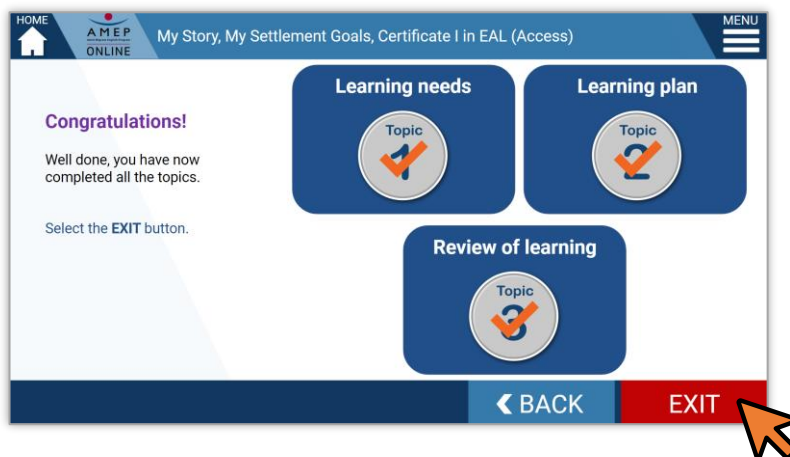 HOME
AMEP
ONLINE
My Story, My Settlement Goals, Certificate I in EAL (Access)
MENU
Congratulations!
Well done, you have now
completed all the topics.
Select the EXIT button.
Learning needs
Topic
1
Learning plan
Topic
2
Review of learning
Topic
3
BACK
EXIT